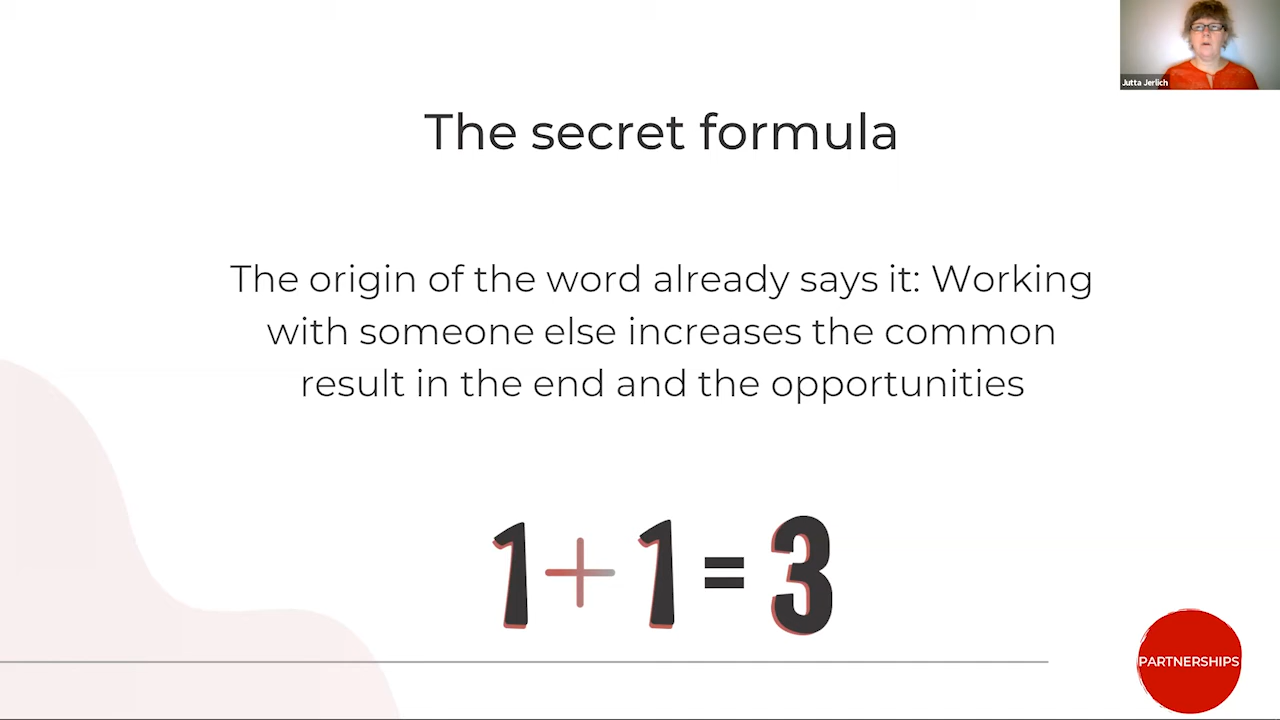 Jutta Jerlich
The secret formula
The origin of the word already says it: Working
with someone else increases the common
result in the end and the opportunities
1 + 1 = 3
PARTNERSHIPS